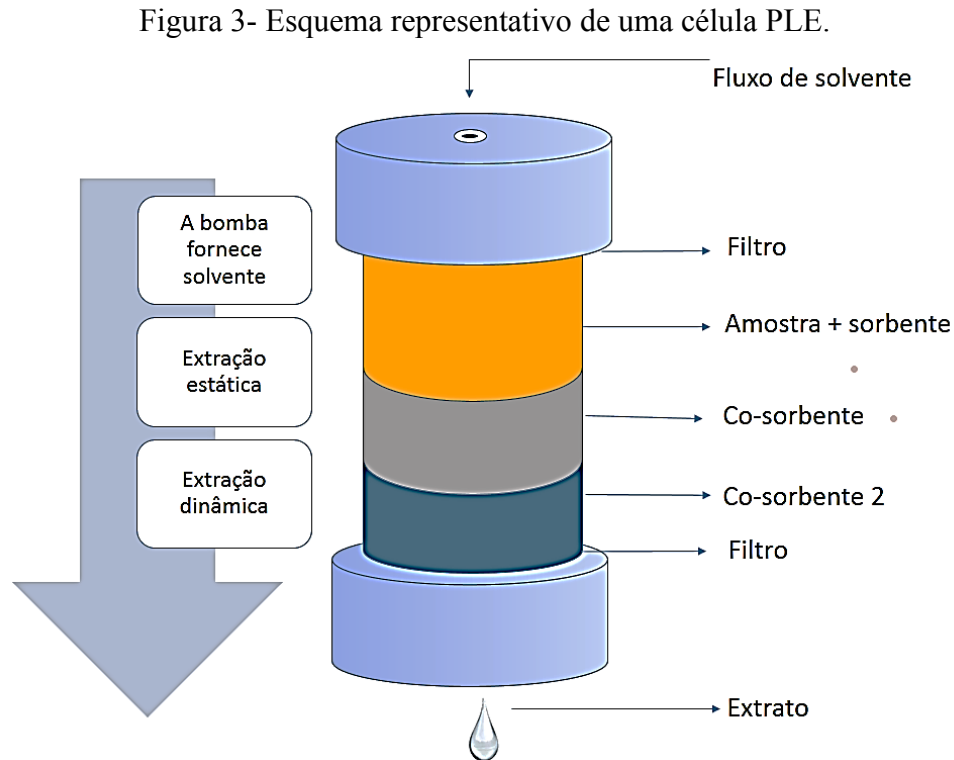 Figura 3- Esquema representativo de uma célula PLE.
Fluxo de solvente
A bomba
fornece
solvente
Filtro
Amostra + sorbente
Extração
estática
Co-sorbente
Extração
dinâmica
Co-sorbente 2
Filtro
Extrato